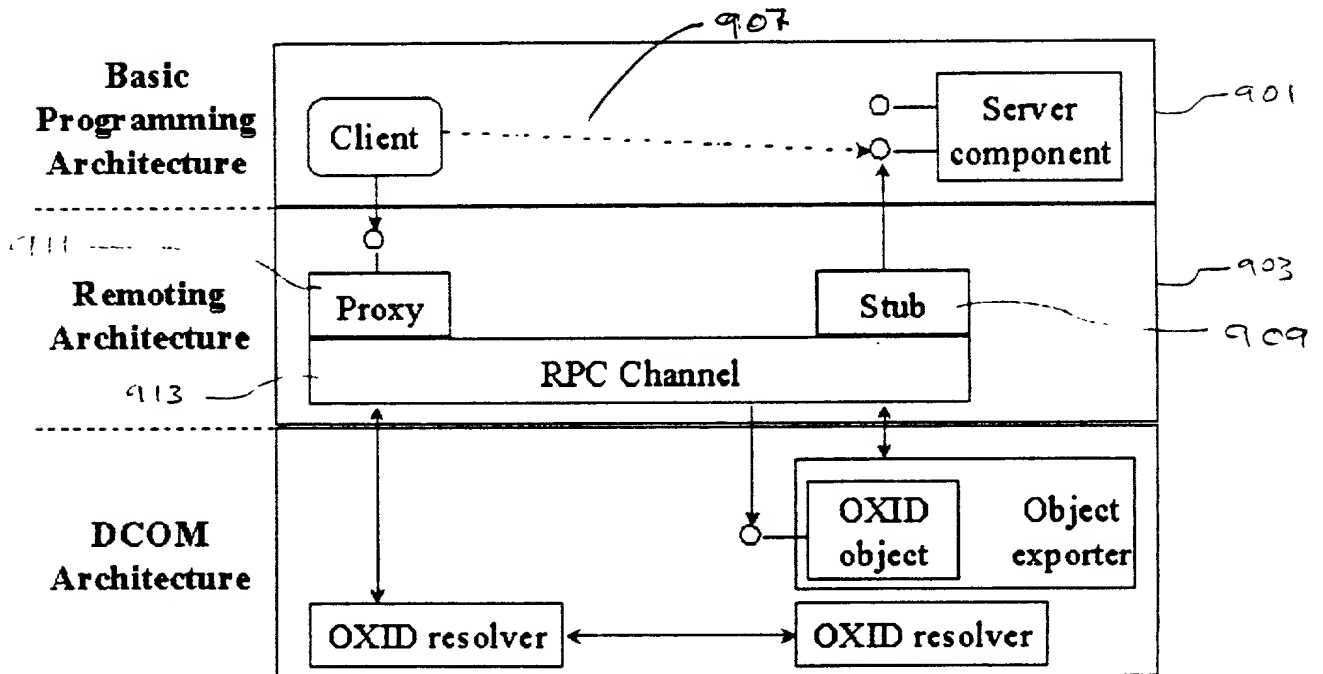 907
Basic
Programming
Architecture
Client
Server
component
901
911
Remoting
Architecture
Proxy
Stub
903
909
RPC Channel
913
DCOM
Architecture
OXID
object
Object
exporter
OXID resolver
OXID resolver